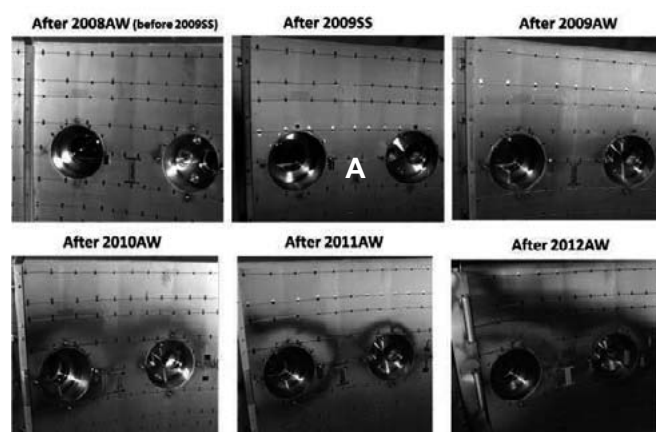 After 2008AW (before 2009SS)
After 2009SS
After 2009AW
A
After 2010AW
After 2011AW
After 2012AW